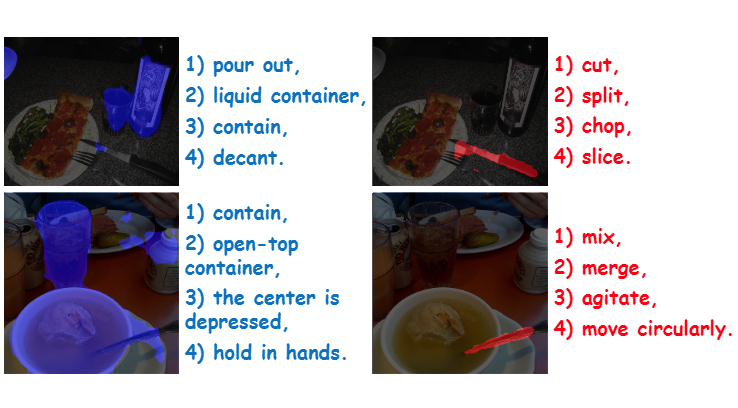 1) pour out,
2) liquid container,
3) contain,
4) decant.
1) cut,
2) split,
3) chop,
4) slice.
1) contain,
2) open-top
container,
3) the center is
depressed,
4) hold in hands.
1) mix,
2) merge,
3) agitate,
4) move circularly.